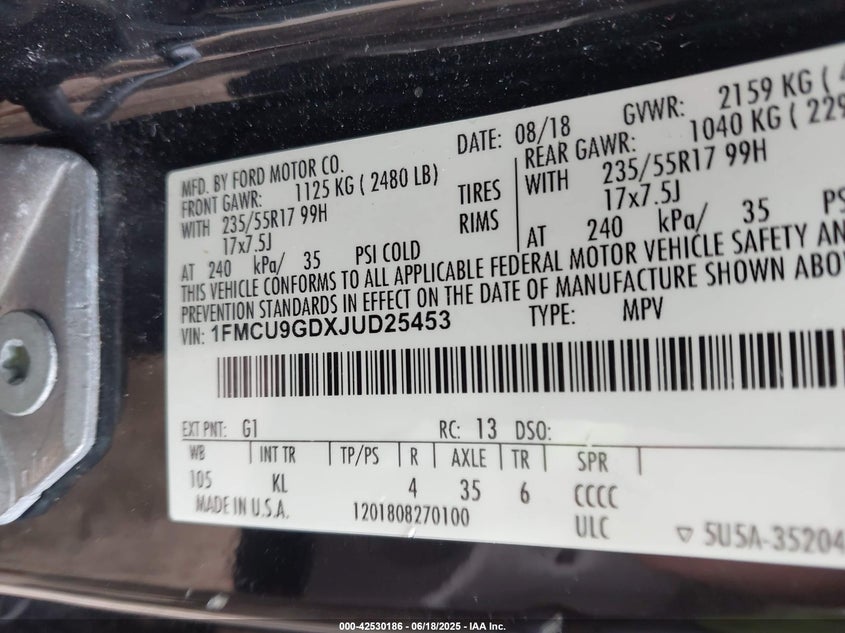 MFD. BY FORD MOTOR CO. DATE: 08/18 GVWR: 2159 KG ( 4
FRONT GAWR: 1125 KG ( 2480 LB) REAR GAWR: 1040 KG ( 229
WITH 235/55R17 99H TIRES WITH 235/55R17 99H
17x7.5J RIMS 17x7.5J
AT 240 kPa/ 35 PSI COLD AT 240 kPa/ 35 PS
THIS VEHICLE CONFORMS TO ALL APPLICABLE FEDERAL MOTOR VEHICLE SAFETY AN
PREVENTION STANDARDS IN EFFECT ON THE DATE OF MANUFACTURE SHOWN ABO
VIN: 1FMCU9GDXJUD25453 TYPE: MPV
EXT PNT: G1 RC: 13 DSO:
WB INT TR TP/PS R AXLE TR SPR
105 KL 4 35 6 CCCC
MADE IN U.S.A. 1201808270100 ULC ▽ 5U5A-35204
000-42530186 - 06/18/2025 - IAA Inc.